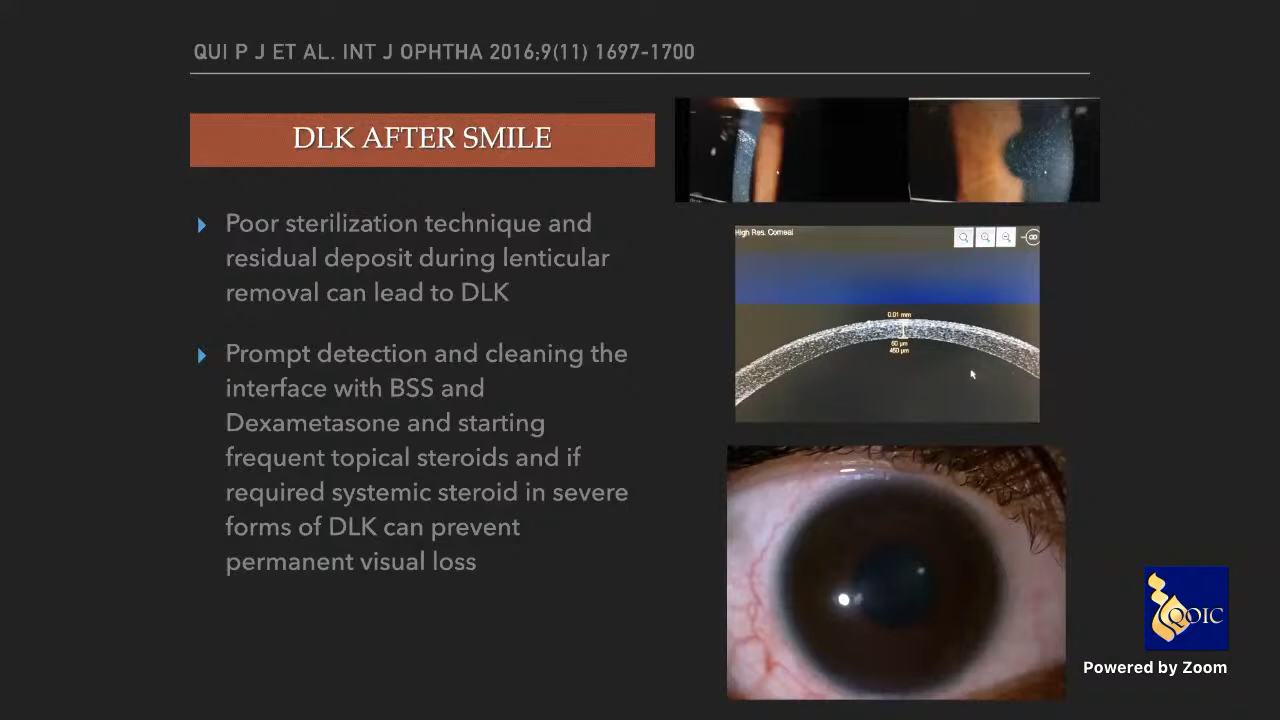 QUI P J ET AL. INT J OPHTHA 2016;9(11) 1697-1700
DLK AFTER SMILE
Poor sterilization technique and
residual deposit during lenticular
removal can lead to DLK
Prompt detection and cleaning the
interface with BSS and
Dexametasone and starting
frequent topical steroids and if
required systemic steroid in severe
forms of DLK can prevent
permanent visual loss
High Res. Corneal
0.01 mm
60 µm
450 µm
QOIC
Powered by Zoom